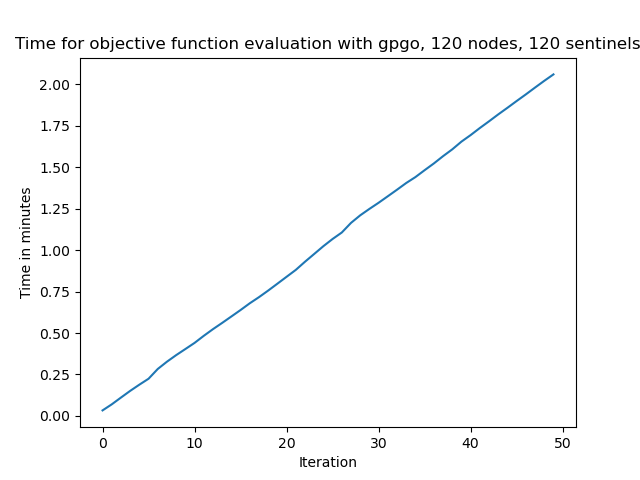 Time for objective function evaluation with gpgo, 120 nodes, 120 sentinels
2.00
1.75
1.50
1.25
1.00
0.75
0.50
0.25
0.00
Time in minutes
0 10 20 30 40 50
Iteration